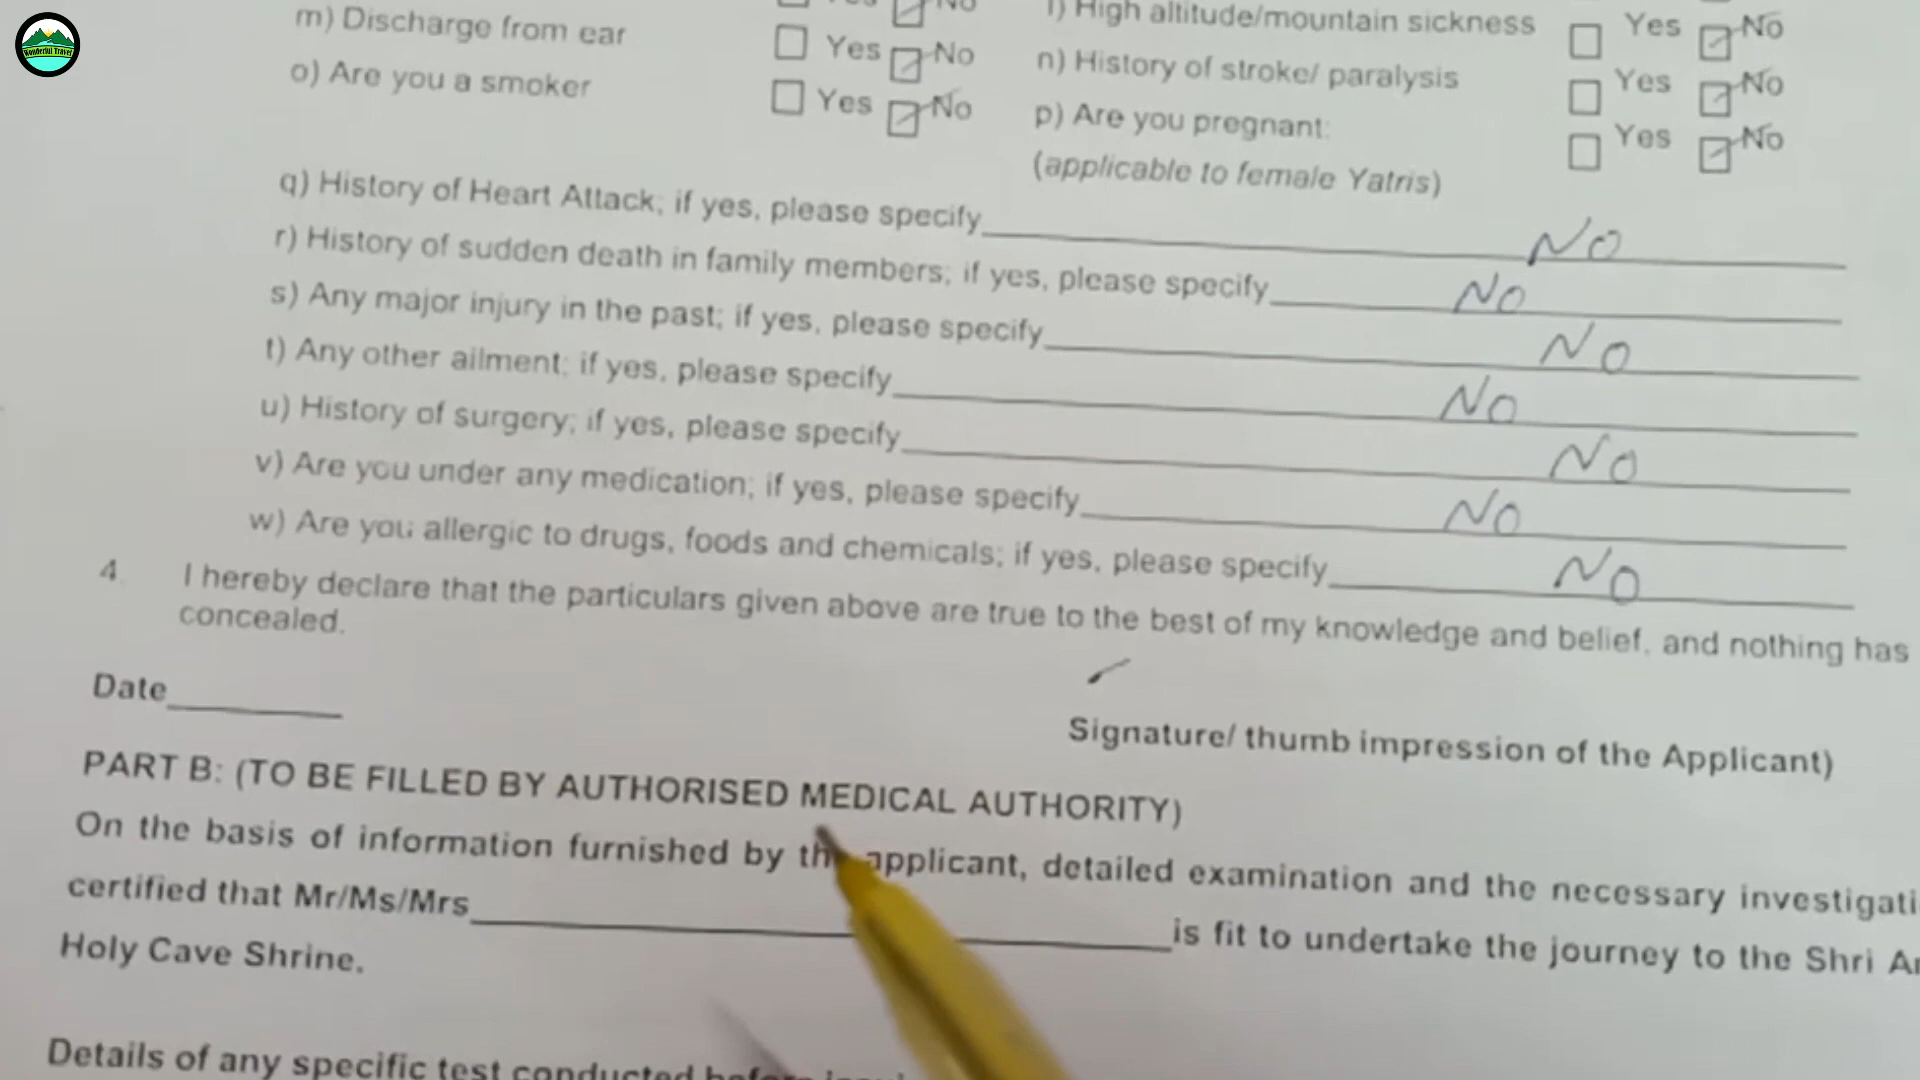 Wonderful Travel
No
l) High altitude/mountain sickness
Yes No
m) Discharge from ear
Yes No
n) History of stroke/ paralysis
Yes No
o) Are you a smoker
Yes No
p) Are you pregnant:
Yes No
(applicable to female Yatris)
q) History of Heart Attack; if yes, please specify NO
r) History of sudden death in family members; if yes, please specify NO
s) Any major injury in the past; if yes, please specify NO
t) Any other ailment; if yes, please specify NO
u) History of surgery; if yes, please specify NO
v) Are you under any medication; if yes, please specify NO
w) Are you allergic to drugs, foods and chemicals; if yes, please specify NO
4. I hereby declare that the particulars given above are true to the best of my knowledge and belief, and nothing has
concealed.
Date
Signature/ thumb impression of the Applicant)
PART B: (TO BE FILLED BY AUTHORISED MEDICAL AUTHORITY)
On the basis of information furnished by the applicant, detailed examination and the necessary
certified that Mr/Ms/Mrs is fit to undertake the journey to the Shri
Holy Cave Shrine.
Details of any specific test conducted before